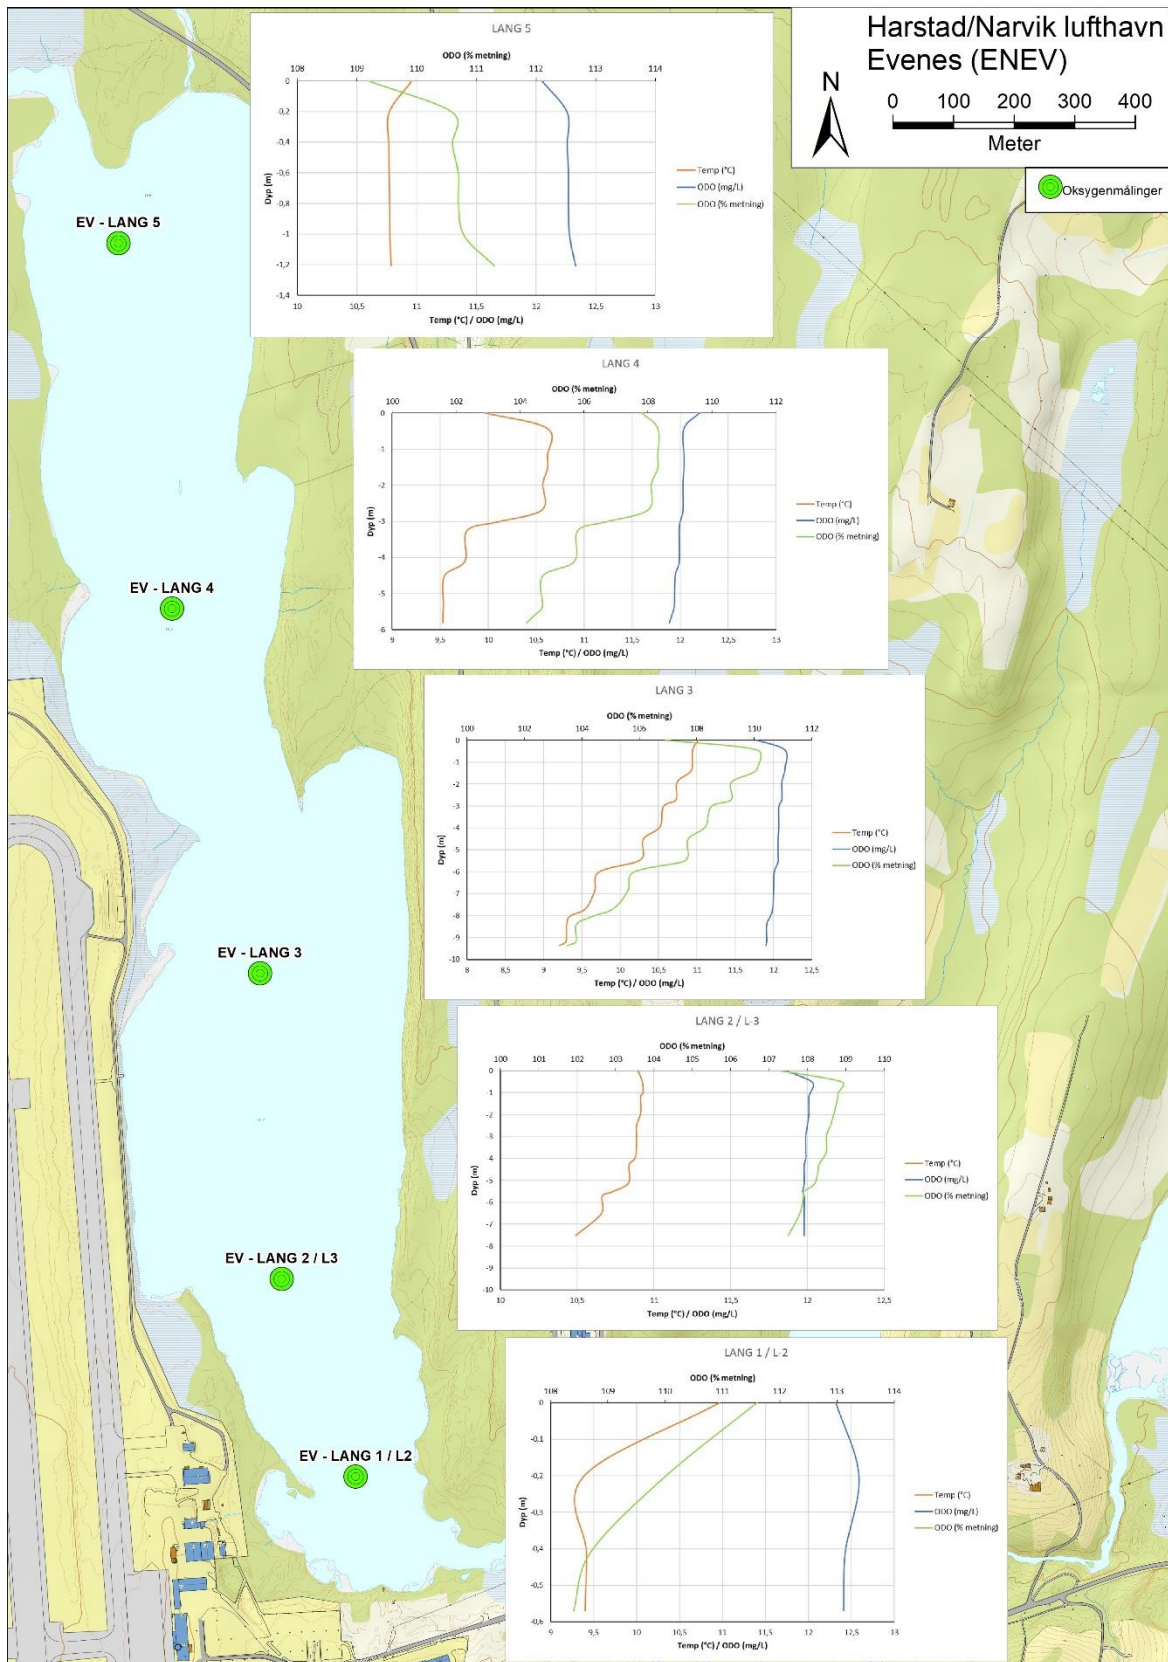 Harstad/Narvik lufthavn
Evenes (ENEV)
N
0 100 200 300 400
Meter
Oksygenmålinger
LANG 5
ODO (% metning)
108 109 110 111 112 113 114
0
-0,2
-0,4
-0,6
-0,8
-1
-1,2
-1,4
Dyp (m)
10 10,5 11 11,5 12 12,5 13
Temp (°C) / ODO (mg/L)
Temp (°C)
ODO (mg/L)
ODO (% metning)
EV - LANG 5
LANG 4
ODO (% metning)
100 102 104 106 108 110 112
0
-1
-2
-3
-4
-5
-6
Dyp (m)
9 9,5 10 10,5 11 11,5 12 12,5 13
Temp (°C) / ODO (mg/L)
Temp (°C)
ODO (mg/L)
ODO (% metning)
EV - LANG 4
LANG 3
ODO (% metning)
100 102 104 106 108 110 112
0
-1
-2
-3
-4
-5
-6
-7
-8
-9
-10
Dyp (m)
8 8,5 9 9,5 10 10,5 11 11,5 12 12,5
Temp (°C) / ODO (mg/L)
Temp (°C)
ODO (mg/L)
ODO (% metning)
EV - LANG 3
LANG 2 / L-3
ODO (% metning)
100 101 102 103 104 105 106 107 108 109 110
0
-1
-2
-3
-4
-5
-6
-7
-8
-9
-10
Dyp (m)
10 10,5 11 11,5 12 12,5
Temp (°C) / ODO (mg/L)
Temp (°C)
ODO (mg/L)
ODO (% metning)
EV - LANG 2 / L3
LANG 1 / L-2
ODO (% metning)
108 109 110 111 112 113 114
0
-0,1
-0,2
-0,3
-0,4
-0,5
-0,6
Dyp (m)
9 9,5 10 10,5 11 11,5 12 12,5 13
Temp (°C) / ODO (mg/L)
Temp (°C)
ODO (mg/L)
ODO (% metning)
EV - LANG 1 / L2